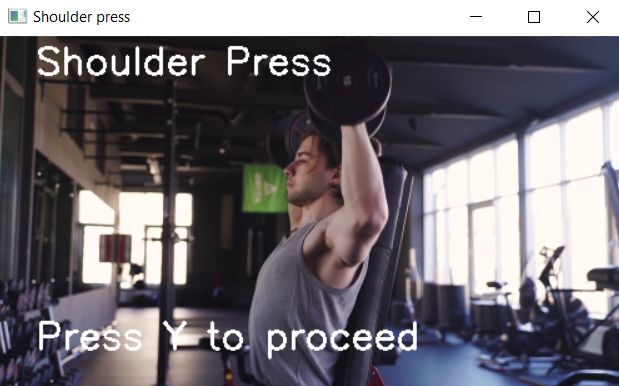 Shoulder press
Shoulder Press
Press Y to proceed